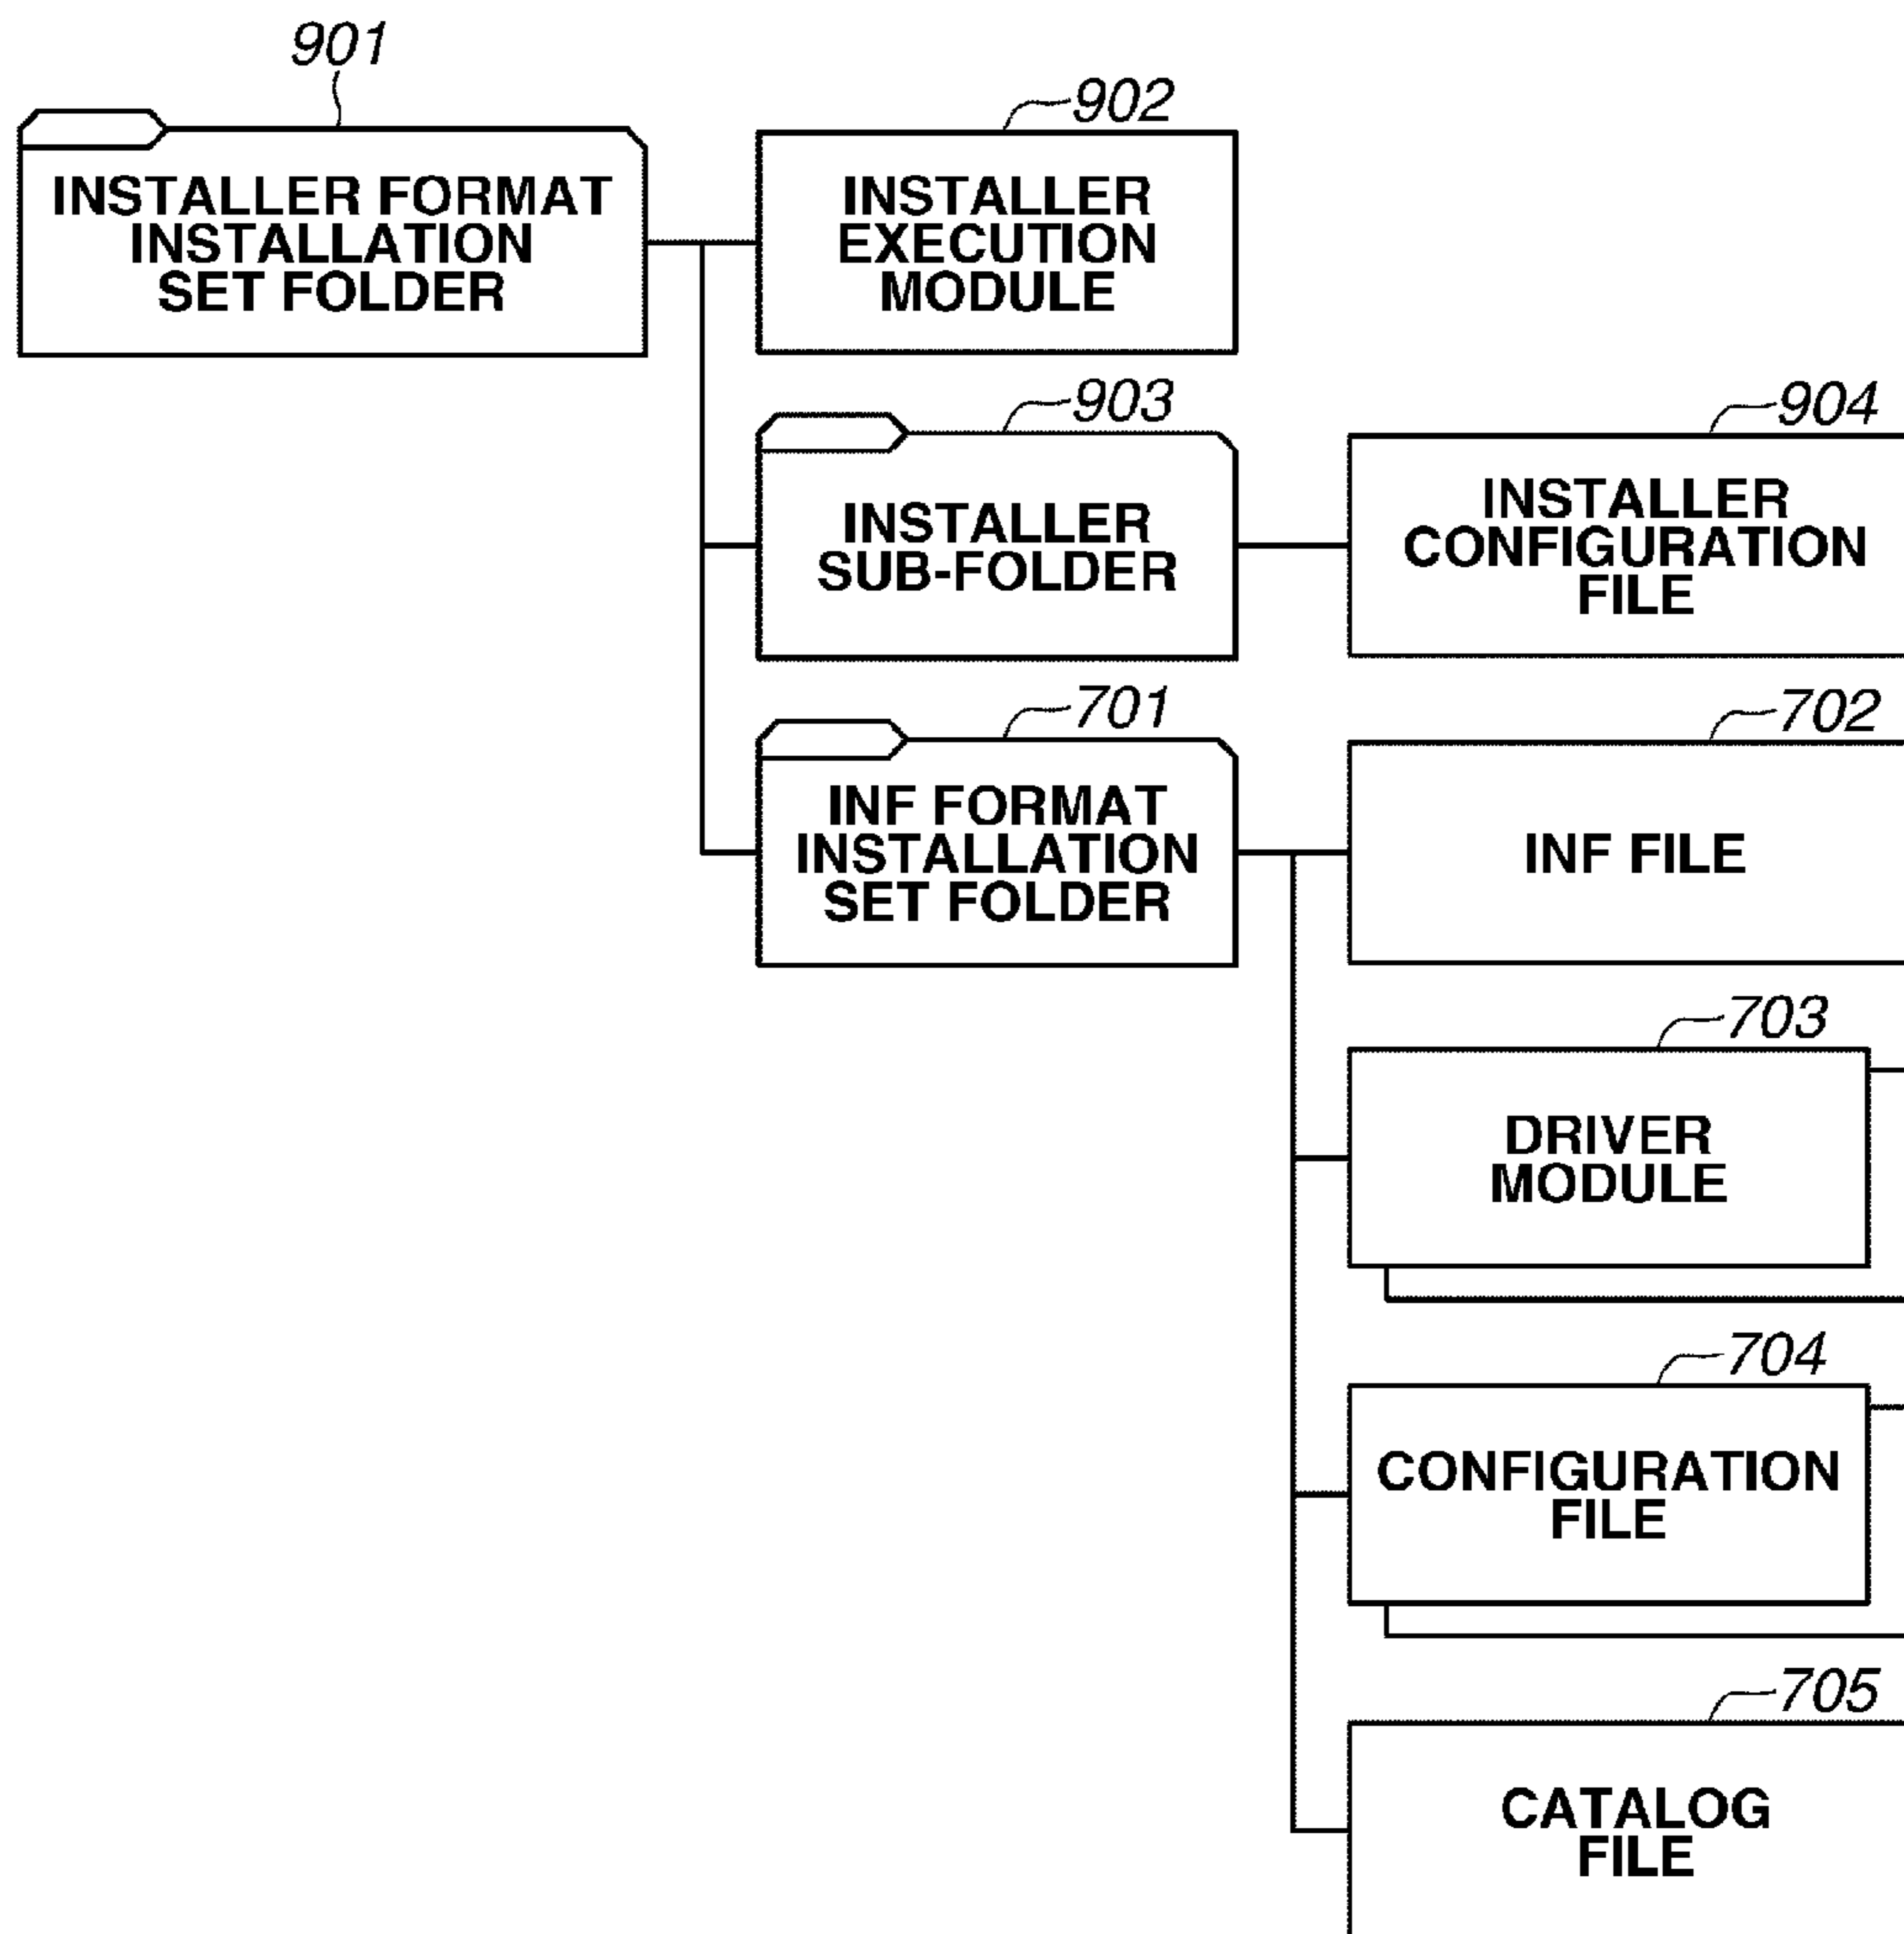 901
INSTALLER FORMAT
INSTALLATION
SET FOLDER
902
INSTALLER
EXECUTION
MODULE
903
INSTALLER
SUB-FOLDER
904
INSTALLER
CONFIGURATION
FILE
701
INF FORMAT
INSTALLATION
SET FOLDER
702
INF FILE
703
DRIVER
MODULE
704
CONFIGURATION
FILE
705
CATALOG
FILE